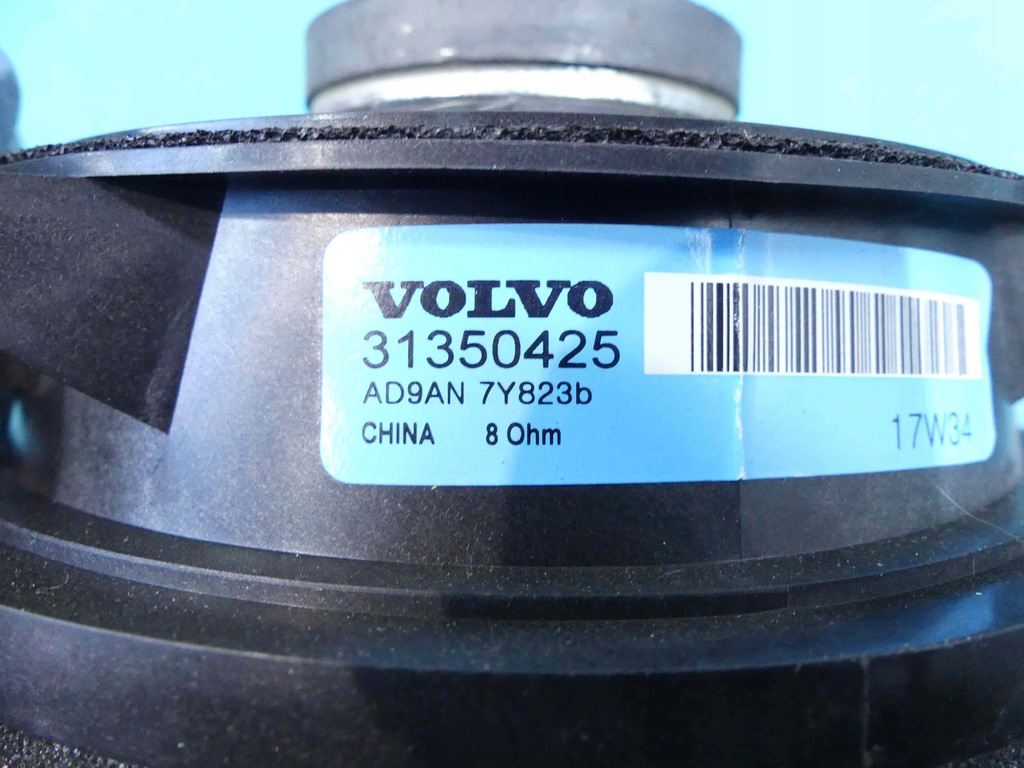 VOLVO
31350425
AD9AN 7Y823b
CHINA 8 Ohm
17W34